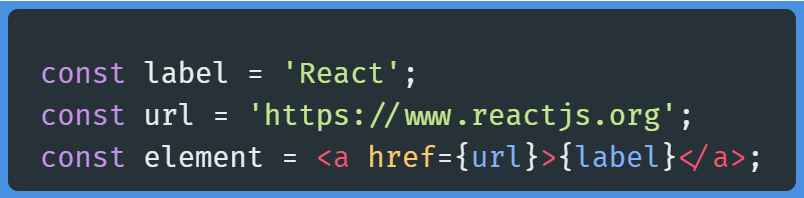 const label = 'React';
const url = 'https://www.reactjs.org';
const element = <a href={url}>{label}</a>;